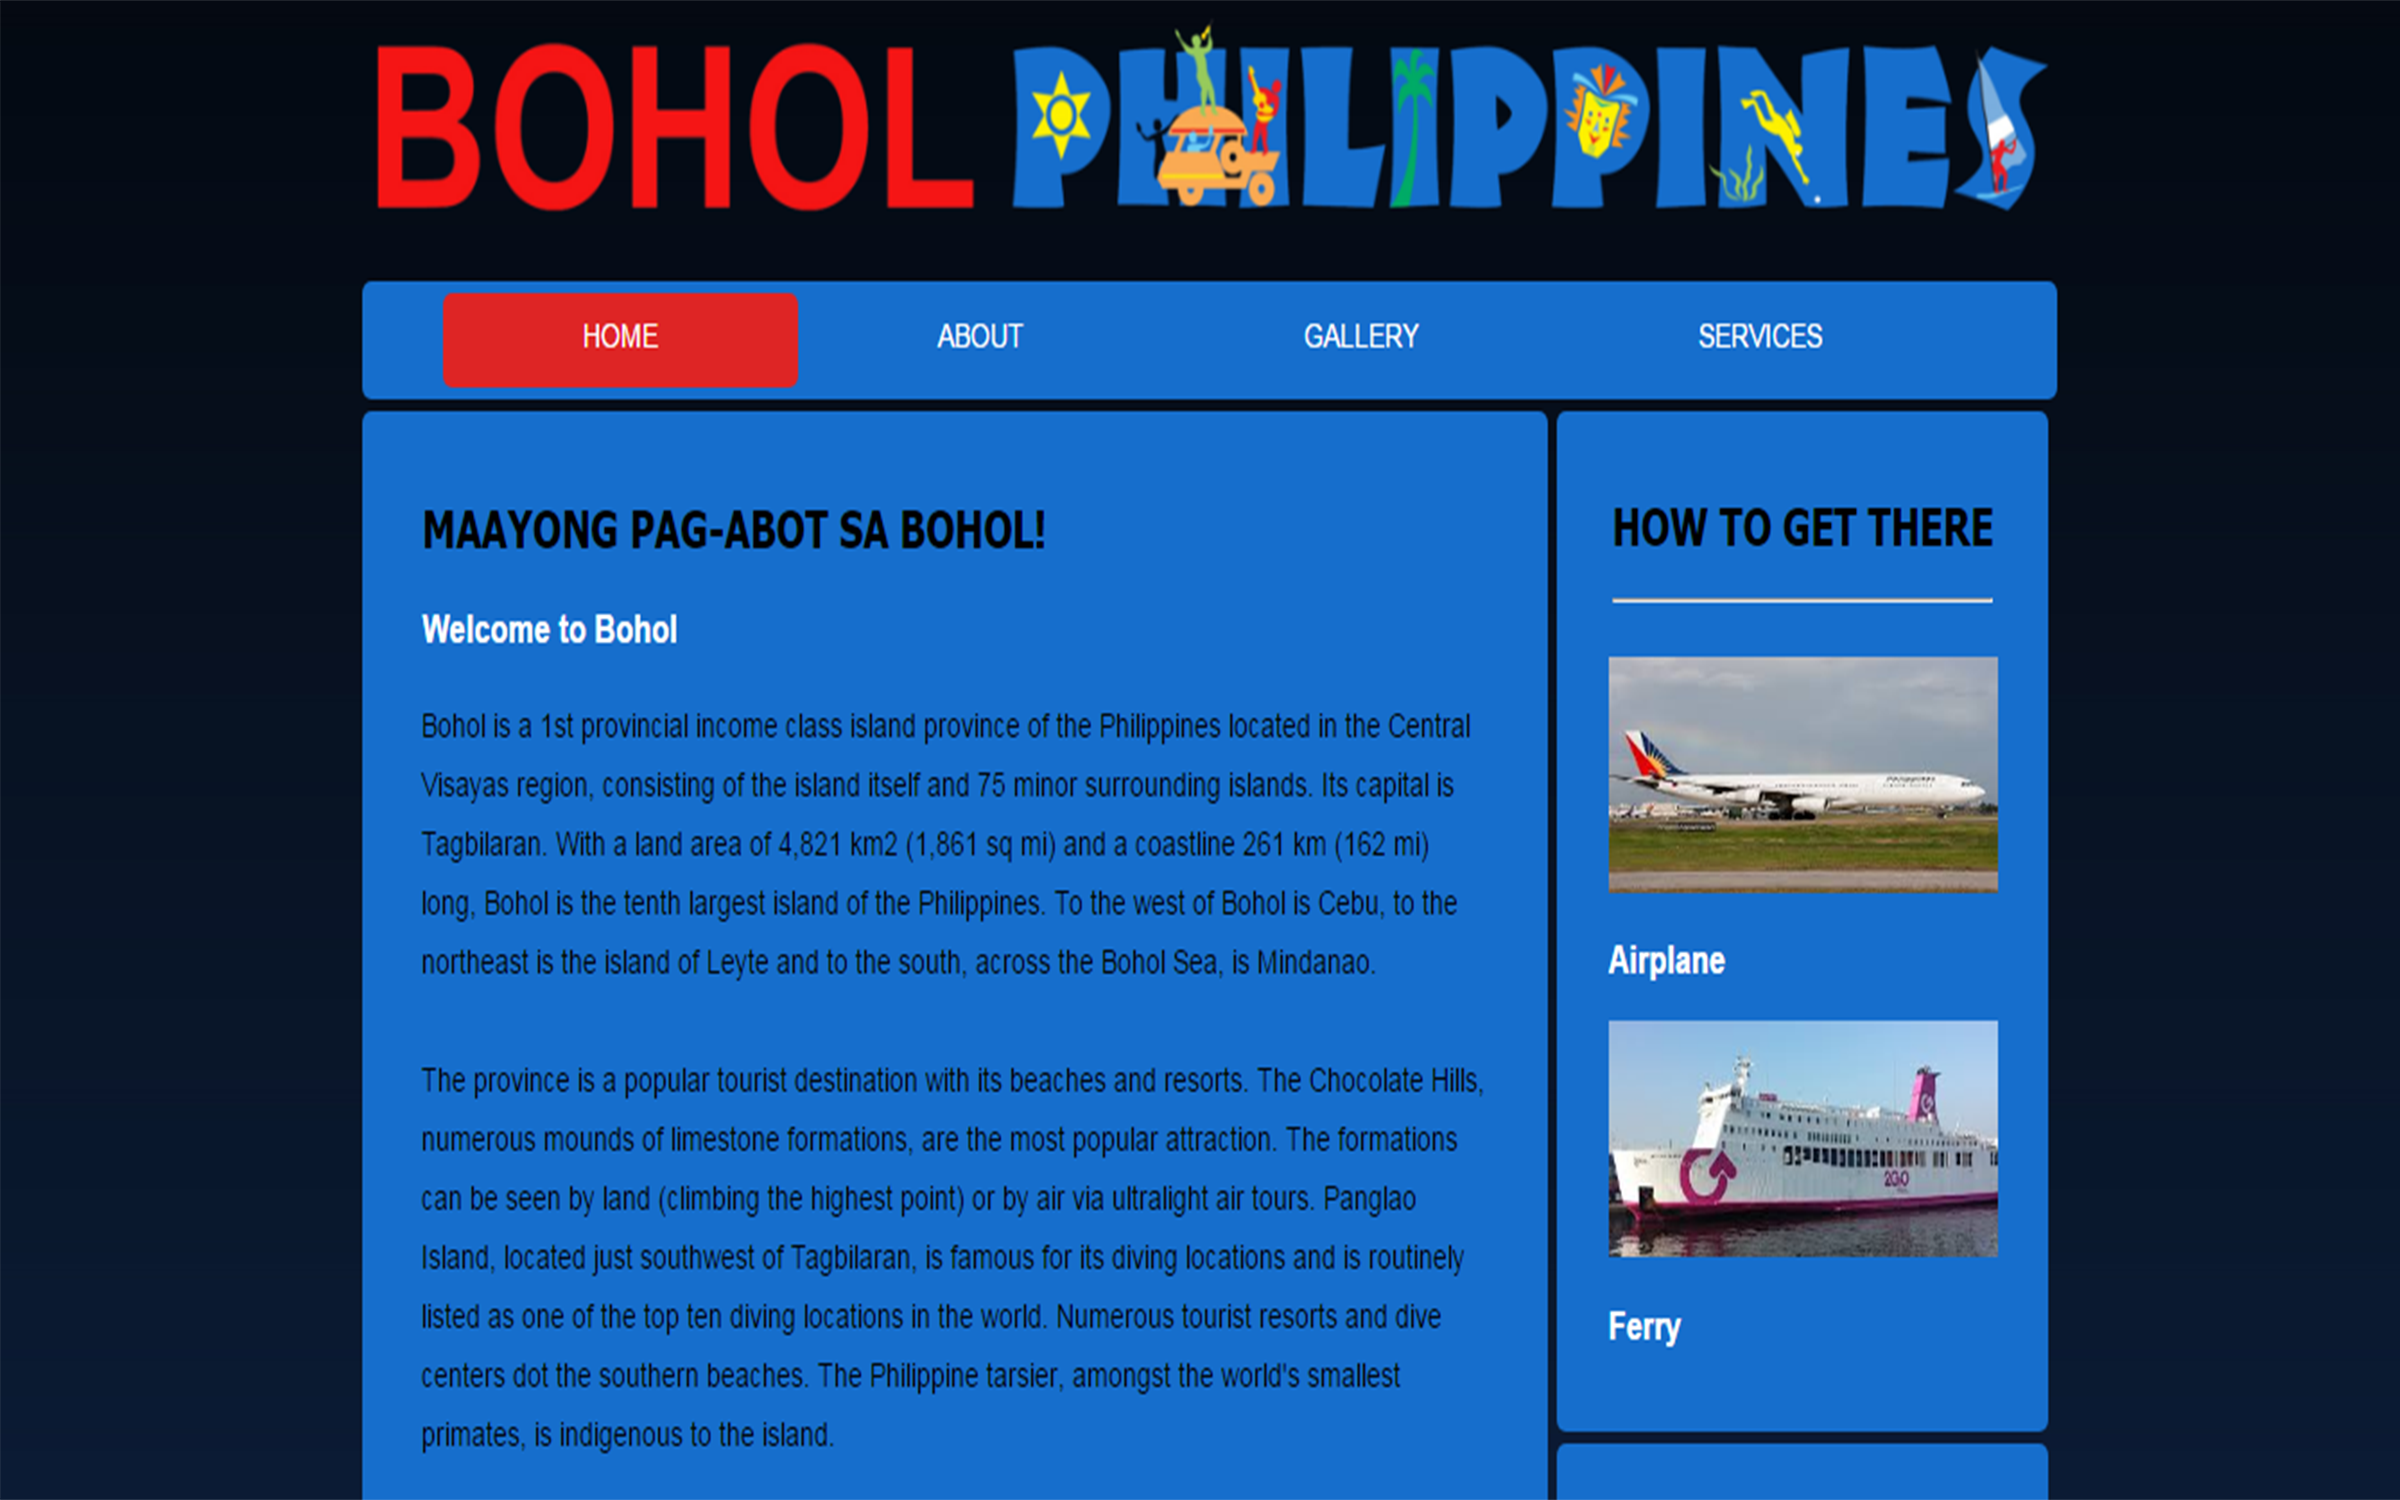 BOHOL PHILIPPINES
HOME ABOUT GALLERY SERVICES
MAAYONG PAG-ABOT SA BOHOL!
Welcome to Bohol
Bohol is a 1st provincial income class island province of the Philippines located in the Central
Visayas region, consisting of the island itself and 75 minor surrounding islands. Its capital is
Tagbilaran. With a land area of 4,821 km2 (1,861 sq mi) and a coastline 261 km (162 mi)
long, Bohol is the tenth largest island of the Philippines. To the west of Bohol is Cebu, to the
northeast is the island of Leyte and to the south, across the Bohol Sea, is Mindanao.
The province is a popular tourist destination with its beaches and resorts. The Chocolate Hills,
numerous mounds of limestone formations, are the most popular attraction. The formations
can be seen by land (climbing the highest point) or by air via ultralight air tours. Panglao
Island, located just southwest of Tagbilaran, is famous for its diving locations and is routinely
listed as one of the top ten diving locations in the world. Numerous tourist resorts and dive
centers dot the southern beaches. The Philippine tarsier, amongst the world's smallest
primates, is indigenous to the island.
HOW TO GET THERE
Philippines
Airplane
2GO
Ferry